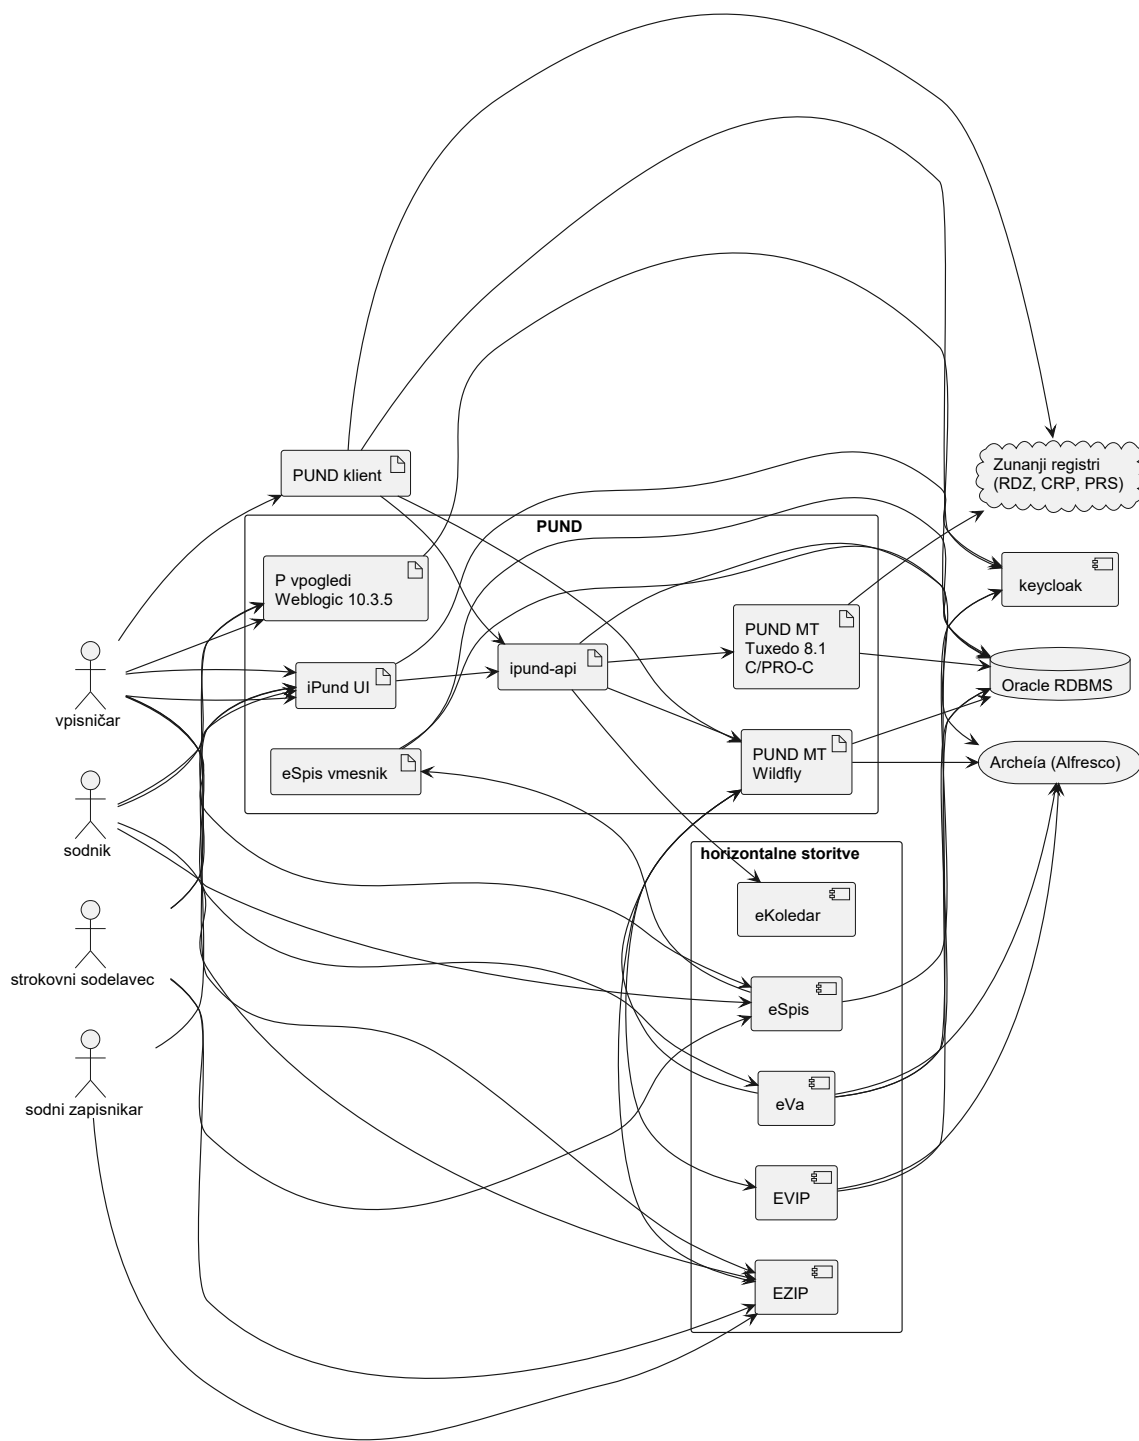 Zunanji registri
(RDZ, CRP, PRS)
PUND klient
PUND
P vpogledi
Weblogic 10.3.5
keycloak
PUND MT
Tuxedo 8.1
C/PRO-C
ipund-api
iPund UI
Oracle RDBMS
vpisničar
eSpis vmesnik
PUND MT
Wildfly
Archeía (Alfresco)
sodnik
horizontalne storitve
eKoledar
strokovni sodelavec
eSpis
eVa
sodni zapisnikar
EVIP
EZIP